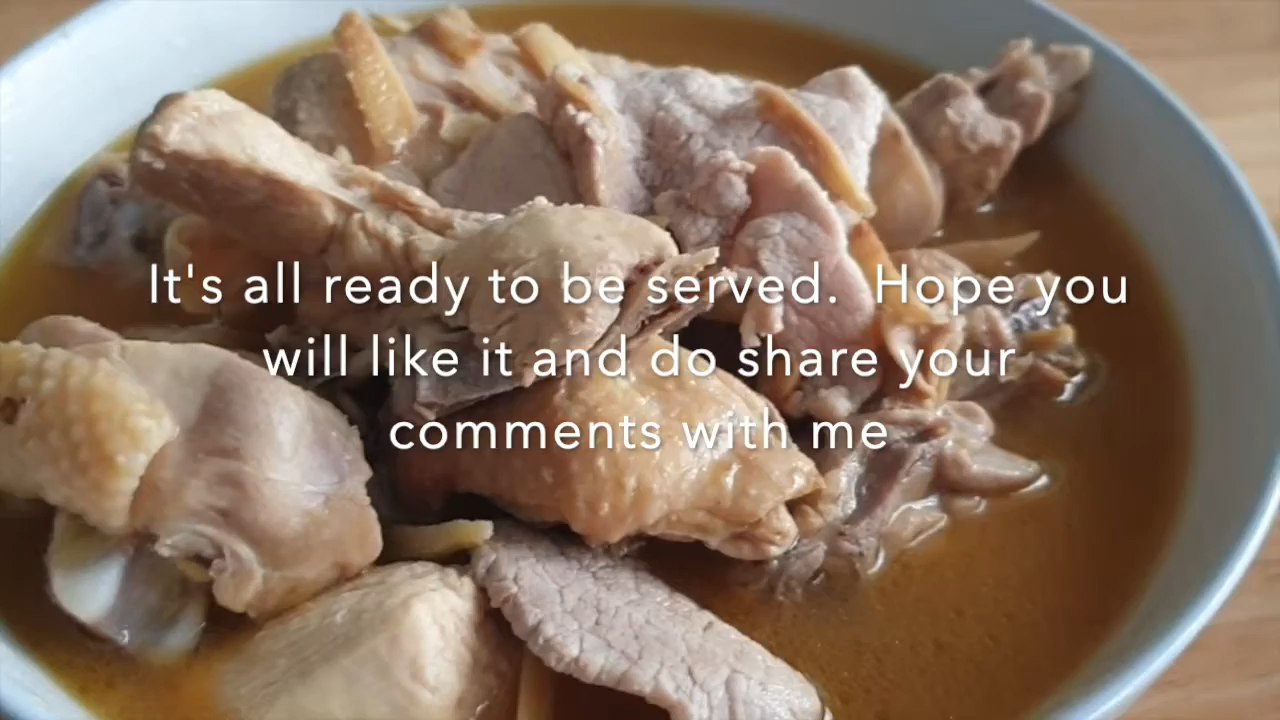 It's all ready to be served.  Hope you
will like it and do share your
comments with me